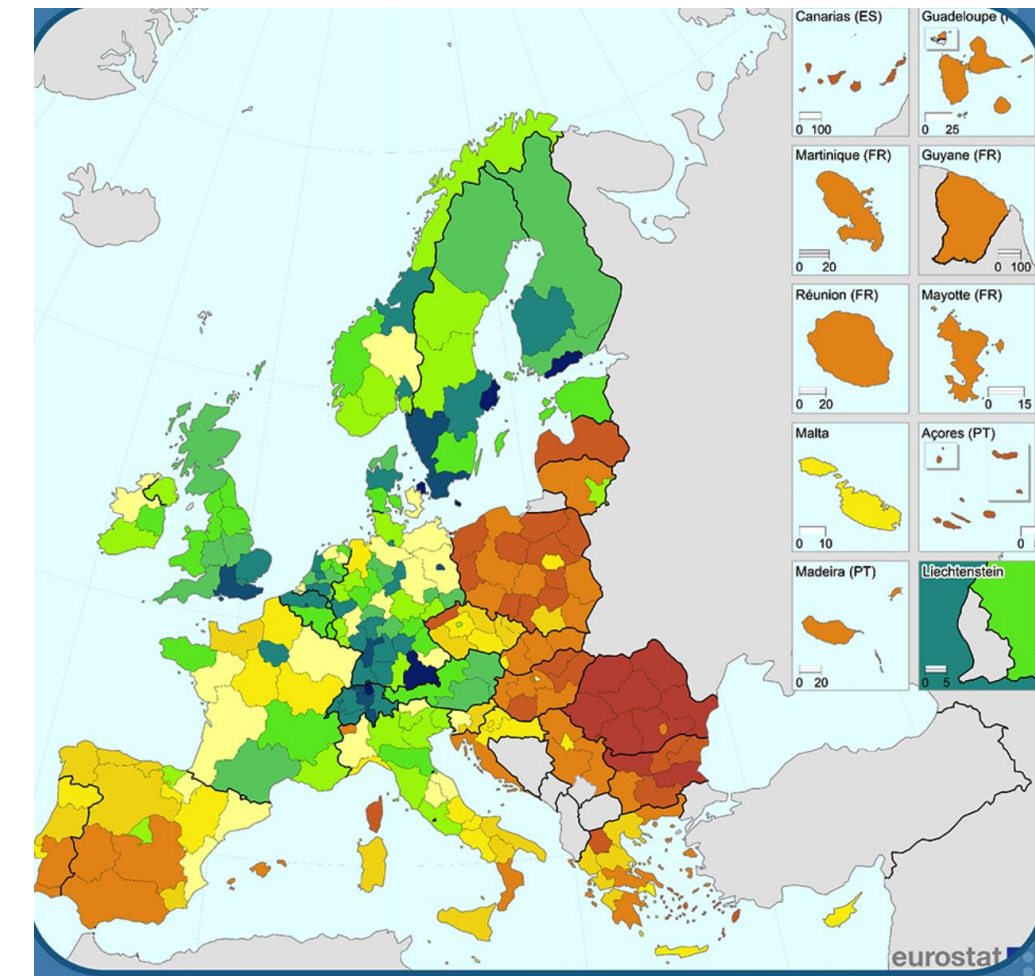 Canarias (ES)
0 100
Guadeloupe (
0 25
Martinique (FR)
0 20
Guyane (FR)
0 100
Réunion (FR)
0 20
Mayotte (FR)
0 15
Malta
0 10
Açores (PT)
0
Madeira (PT)
0 20
Liechtenstein
0 5
eurostat